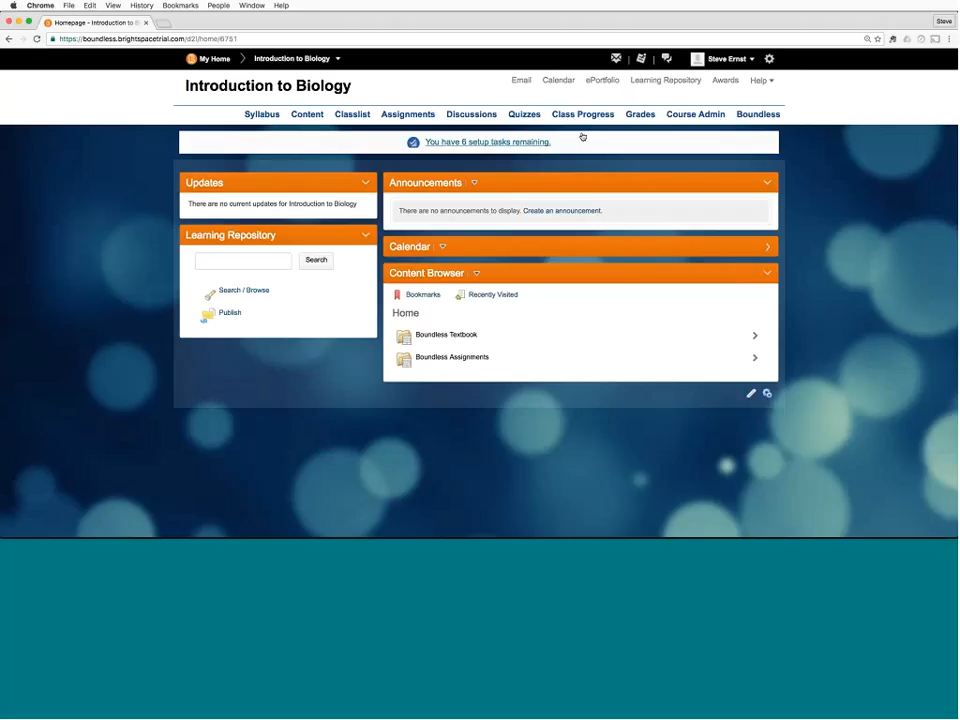 Chrome File Edit View History Bookmarks People Window Help
Homepage - Introduction to B
Steve
https://boundless.brightspacetrial.com/d2l/home/6751
My Home Introduction to Biology Steve Ernst
Introduction to Biology
Email Calendar ePortfolio Learning Repository Awards Help
Syllabus Content Classlist Assignments Discussions Quizzes Class Progress Grades Course Admin Boundless
You have 6 setup tasks remaining.
Updates
There are no current updates for Introduction to Biology
Learning Repository
Search
Search / Browse
Publish
Announcements
There are no announcements to display. Create an announcement.
Calendar
Content Browser
Bookmarks Recently Visited
Home
Boundless Textbook
Boundless Assignments